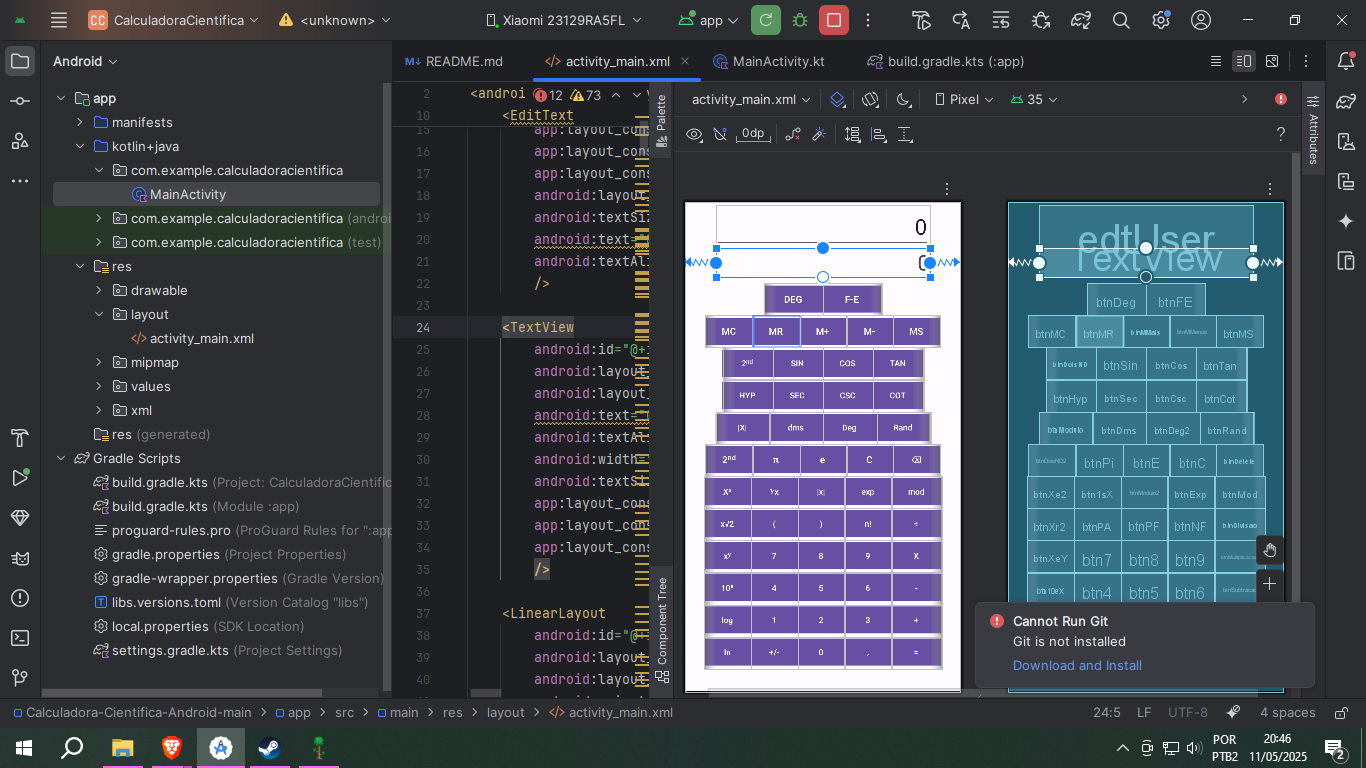 CC CalculadoraCientifica <unknown> Xiaomi 23129RA5FL app
Android
README.md activity_main.xml MainActivity.kt build.gradle.kts (:app)
app
manifests
kotlin+java
com.example.calculadoracientifica
MainActivity
com.example.calculadoracientifica (androi
com.example.calculadoracientifica (test)
res
drawable
layout
activity_main.xml
mipmap
values
xml
res (generated)
Gradle Scripts
build.gradle.kts (Project: CalculadoraCientific
build.gradle.kts (Module :app)
proguard-rules.pro (ProGuard Rules for ":app
gradle.properties (Project Properties)
gradle-wrapper.properties (Gradle Version)
libs.versions.toml (Version Catalog "libs")
local.properties (SDK Location)
settings.gradle.kts (Project Settings)
2 <androi 12 73
10 <EditText
15 app:layout_con
16 app:layout_cons
17 app:layout_cons
18 android:layout_
19 android:textSiz
20 android:text="
21 android:textAli
22 />
23
24 <TextView
25 android:id="@+i
26 android:layout_
27 android:layout_
28 android:text="
29 android:textAli
30 android:width=
31 android:textSi
32 app:layout_cons
33 app:layout_cons
34 app:layout_cons
35 />
36
37 <LinearLayout
38 android:id="@+i
39 android:layout_
40 android:layout_
Palette
Component Tree
activity_main.xml Pixel 35
0dp ?
Attributes
0
0
DEG F-E
MC MR M+ M- MS
2ⁿᵈ SIN COS TAN
HYP SEC CSC COT
|X| dms Deg Rand
2ⁿᵈ π e C ⌫
X² ¹⁄x |x| exp mod
x√2 ( ) n! ÷
xʸ 7 8 9 X
10ˣ 4 5 6 -
log 1 2 3 +
ln +/- 0 , =
edtUser
TextView
btnDeg btnFE
btnMC btnMR btnMMais btnMMenos btnMS
btnDoisND btnSin btnCos btnTan
btnHyp btnSec btnCsc btnCot
btnModulo btnDms btnDeg2 btnRand
btnDoisND2 btnPi btnE btnC btnDelete
btnXe2 btn1sX btnModulo2 btnExp btnMod
btnXr2 btnPA btnPF btnNF btnDivisao
btnXeY btn7 btn8 btn9 btnMultiplicacao
btn10eX btn4 btn5 btn6 btnSubtracao
Cannot Run Git
Git is not installed
Download and Install
Calculadora-Cientifica-Android-main > app > src > main > res > layout > activity_main.xml 24:5 LF UTF-8 4 spaces
POR
PTB2
20:46
11/05/2025
2